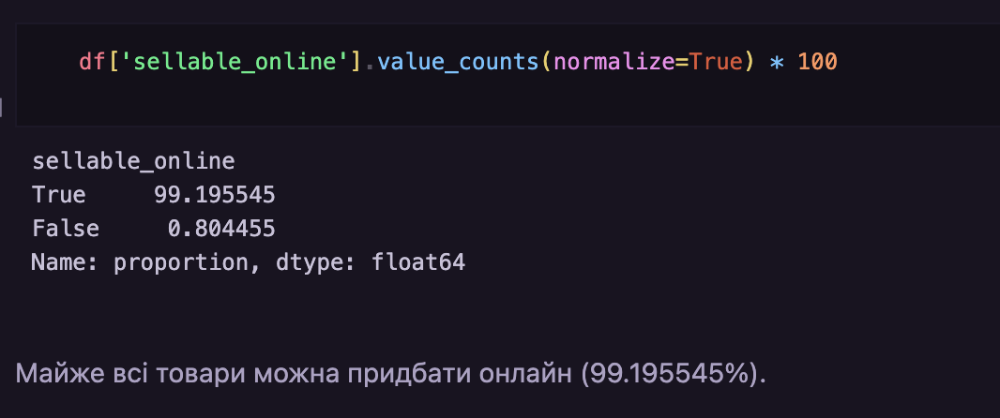 df['sellable_online'].value_counts(normalize=True) * 100
sellable_online
True     99.195545
False     0.804455
Name: proportion, dtype: float64
Майже всі товари можна придбати онлайн (99.195545%).